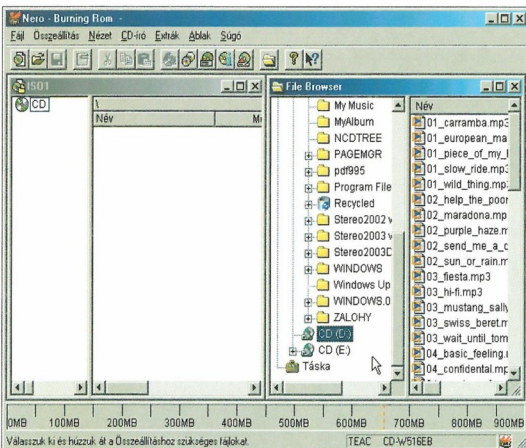 Nero - Burning Rom -
Fájl Összeállítás Nézet CD-író Extrák Ablak Súgó
ISO1
CD
\
Név
File Browser
My Music
MyAlbum
NCDTREE
PAGEMGR
pdf995
Program File
Recycled
Stereo2002 v
Stereo2003 v
Stereo2003D
WINDOWS
Windows Up
WINDOWS.0
ZALOHY
CD (D:)
CD (E:)
Táska
Név
01_carramba.mp3
01_european_ma
01_piece_of_my_
01_slow_ride.mp3
01_wild_thing.mp3
02_help_the_poor
02_maradona.mp
02_purple_haze.m
02_send_me_a_
02_sun_or_rain.m
03_fiesta.mp3
03_hi-fi.mp3
03_mustang_sally
03_swiss_beret.m
03_wait_until_tom
04_basic_feeling.
04_confidental.mp
0MB 100MB 200MB 300MB 400MB 500MB 600MB 700MB 800MB 900MB
Válasszuk ki és húzzuk át a Összeállításhoz szükséges fájlokat. TEAC CD-W516EB